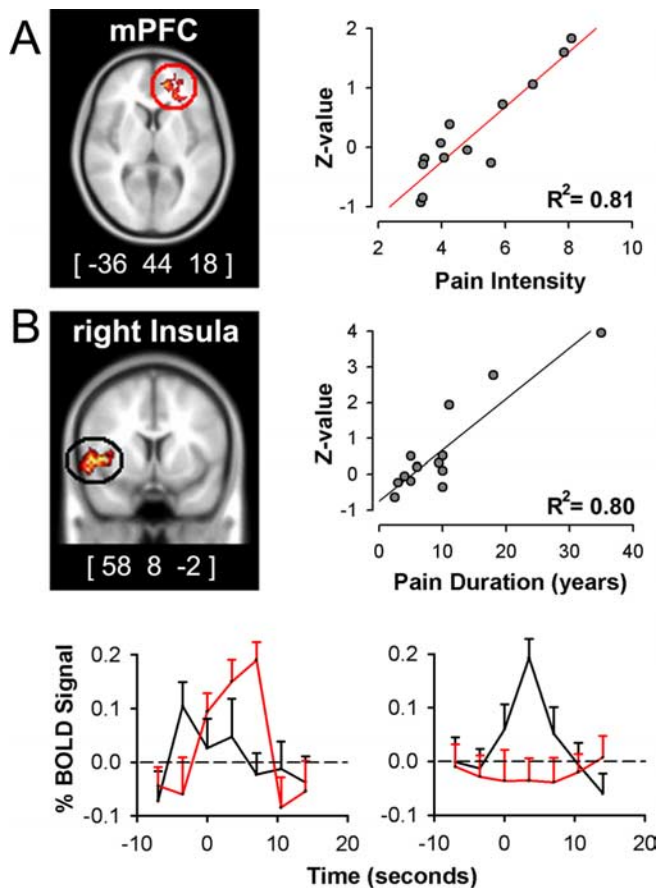 A
mPFC
[ -36 44 18 ]
Z-value
2
1
0
-1
R²= 0.81
2 4 6 8 10
Pain Intensity
B
right Insula
[ 58 8 -2 ]
Z-value
4
3
2
1
0
-1
R²= 0.80
0 10 20 30 40
Pain Duration (years)
% BOLD Signal
0.2
0.1
0.0
-0.1
-10 0 10 20
0.2
0.1
0.0
-0.1
-10 0 10 20
Time (seconds)